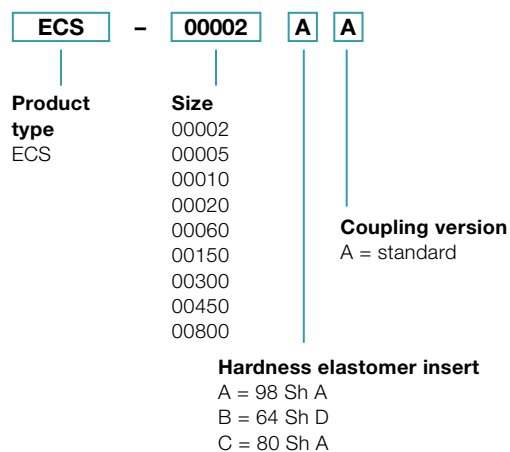 ECS – 00002 A A
Product
type
ECS
Size
00002
00005
00010
00020
00060
00150
00300
00450
00800
Coupling version
A = standard
Hardness elastomer insert
A = 98 Sh A
B = 64 Sh D
C = 80 Sh A